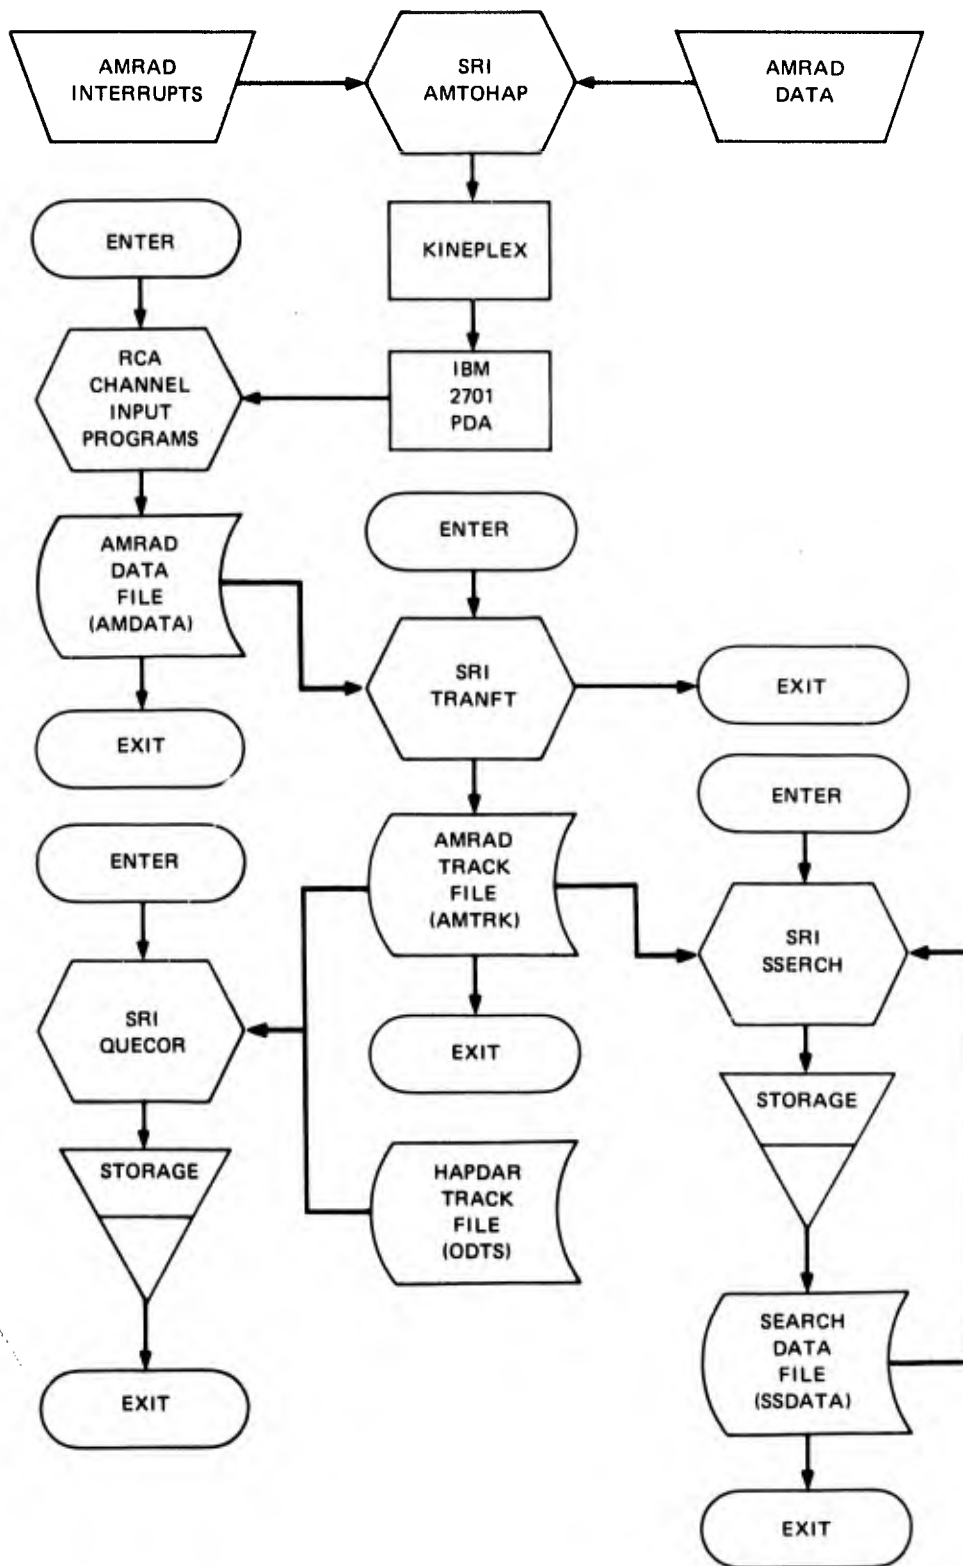 AMRAD
INTERRUPTS
SRI
AMTOHAP
AMRAD
DATA
ENTER
KINEPLEX
RCA
CHANNEL
INPUT
PROGRAMS
IBM
2701
PDA
AMRAD
DATA
FILE
(AMDATA)
ENTER
SRI
TRANFT
EXIT
EXIT
ENTER
ENTER
AMRAD
TRACK
FILE
(AMTRK)
SRI
SSERCH
SRI
QUECOR
EXIT
STORAGE
STORAGE
HAPDAR
TRACK
FILE
(ODTS)
SEARCH
DATA
FILE
(SSDATA)
EXIT
EXIT